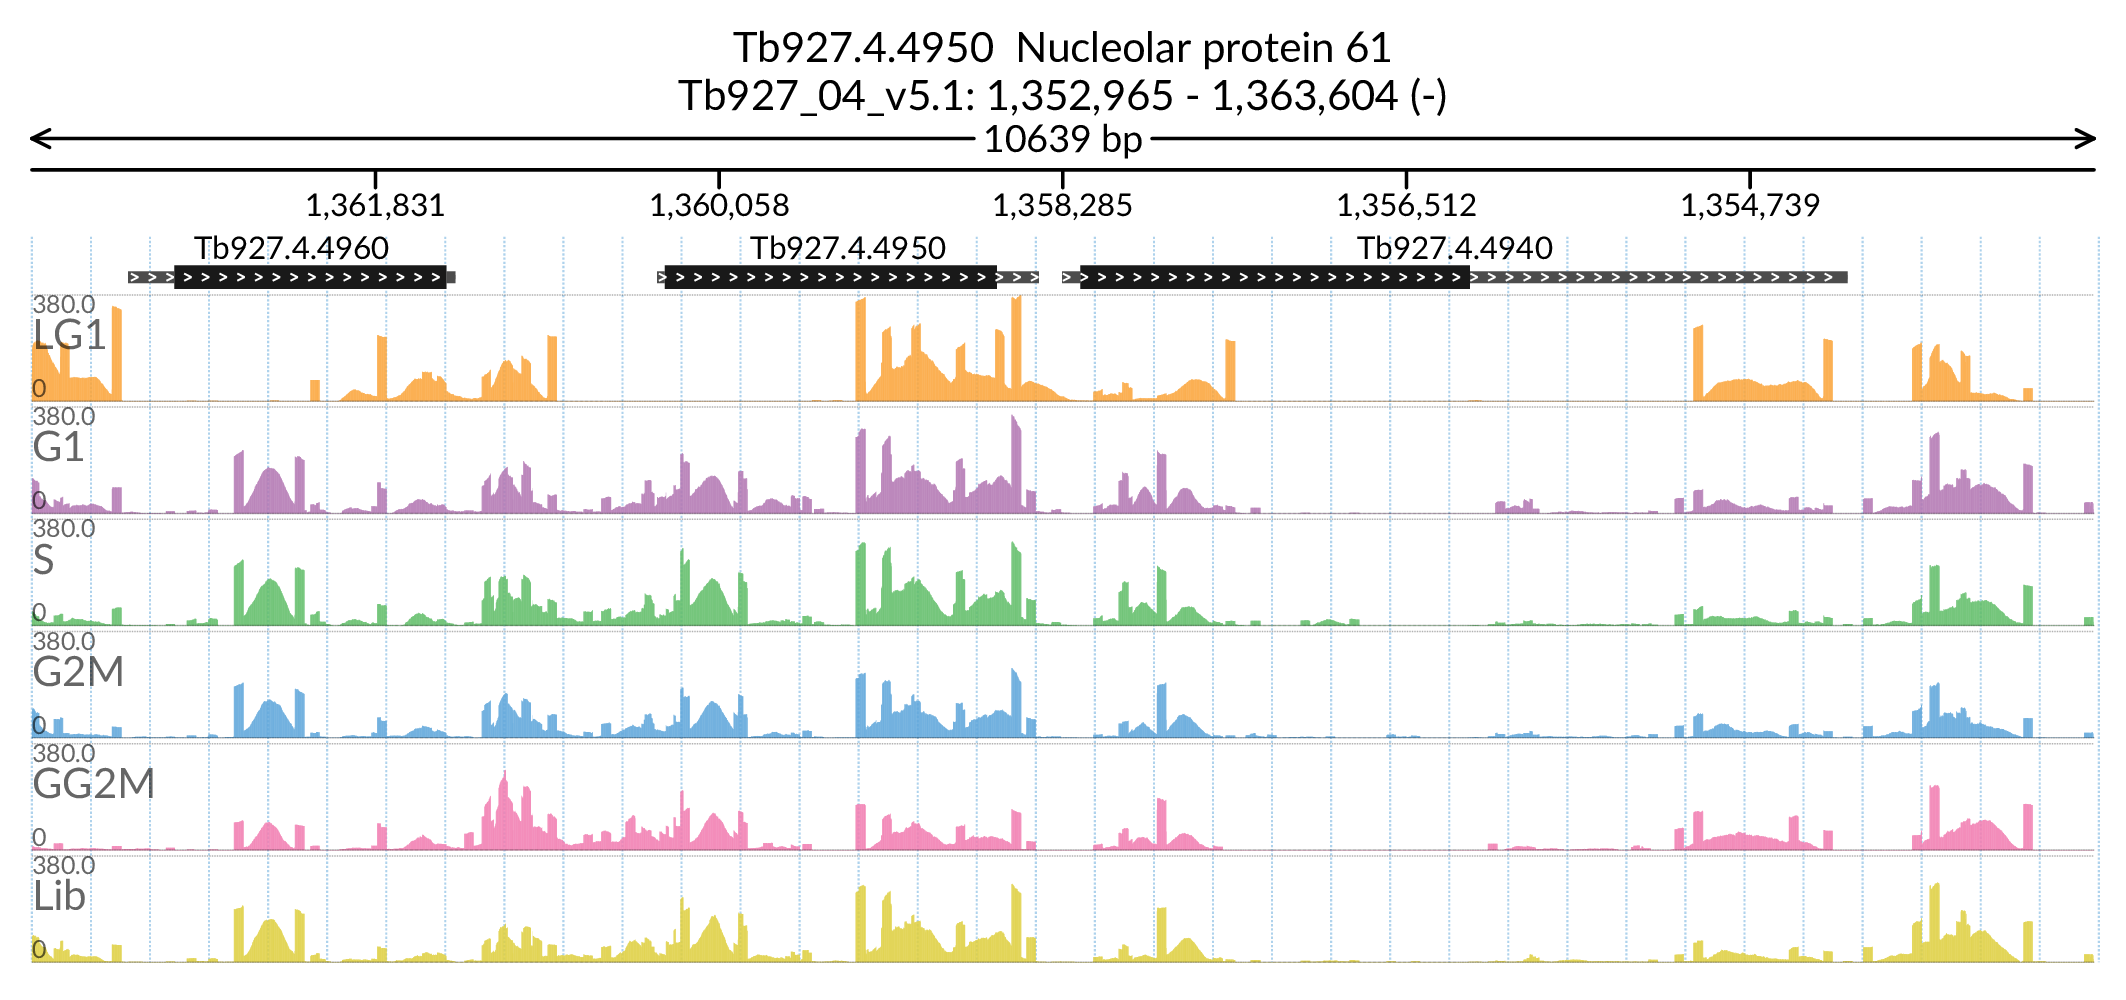 Tb927.4.4950  Nucleolar protein 61
Tb927_04_v5.1: 1,352,965 - 1,363,604 (-)
10639 bp
1,361,831 1,360,058 1,358,285 1,356,512 1,354,739
Tb927.4.4960 Tb927.4.4950 Tb927.4.4940
380.0
LG1
0
380.0
G1
0
380.0
S
0
380.0
G2M
0
380.0
GG2M
0
380.0
Lib
0